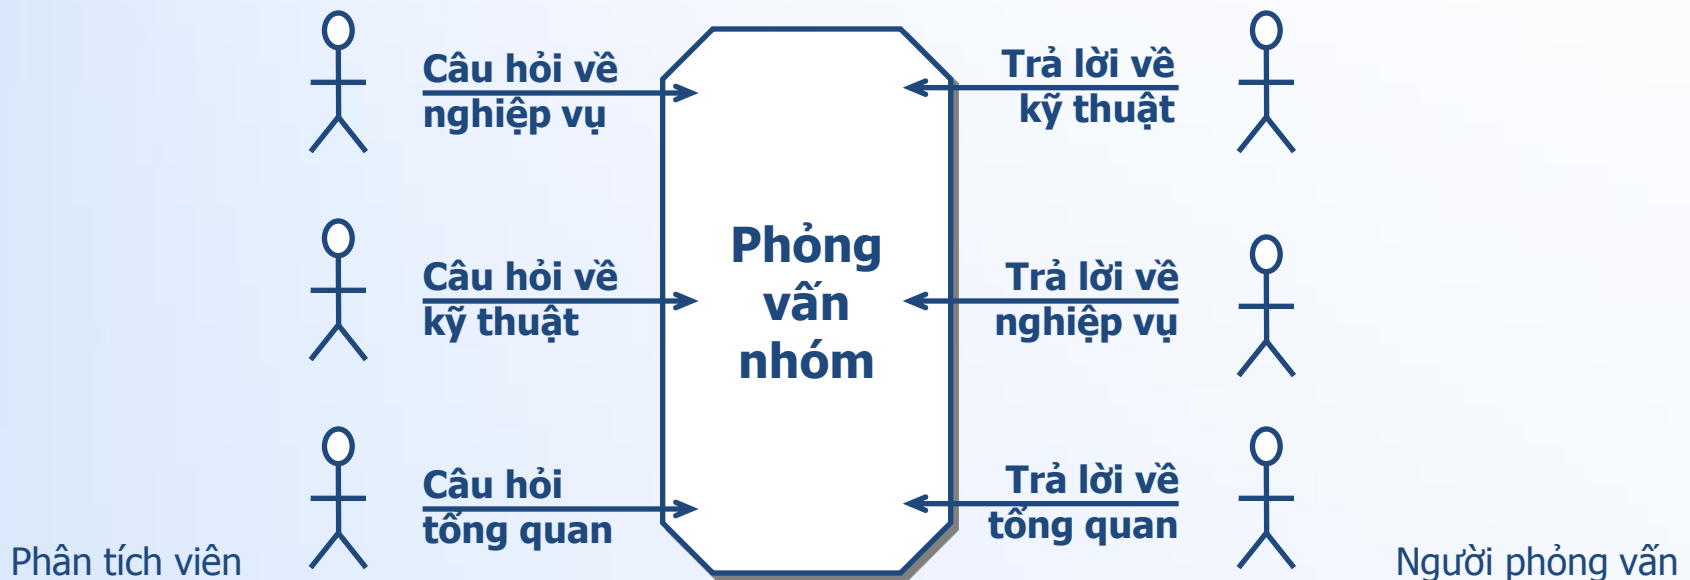 Câu hỏi về
nghiệp vụ
Trả lời về
kỹ thuật
Câu hỏi về
kỹ thuật
Phỏng
vấn
nhóm
Trả lời về
nghiệp vụ
Câu hỏi
tổng quan
Trả lời về
tổng quan
Phân tích viên
Người phỏng vấn